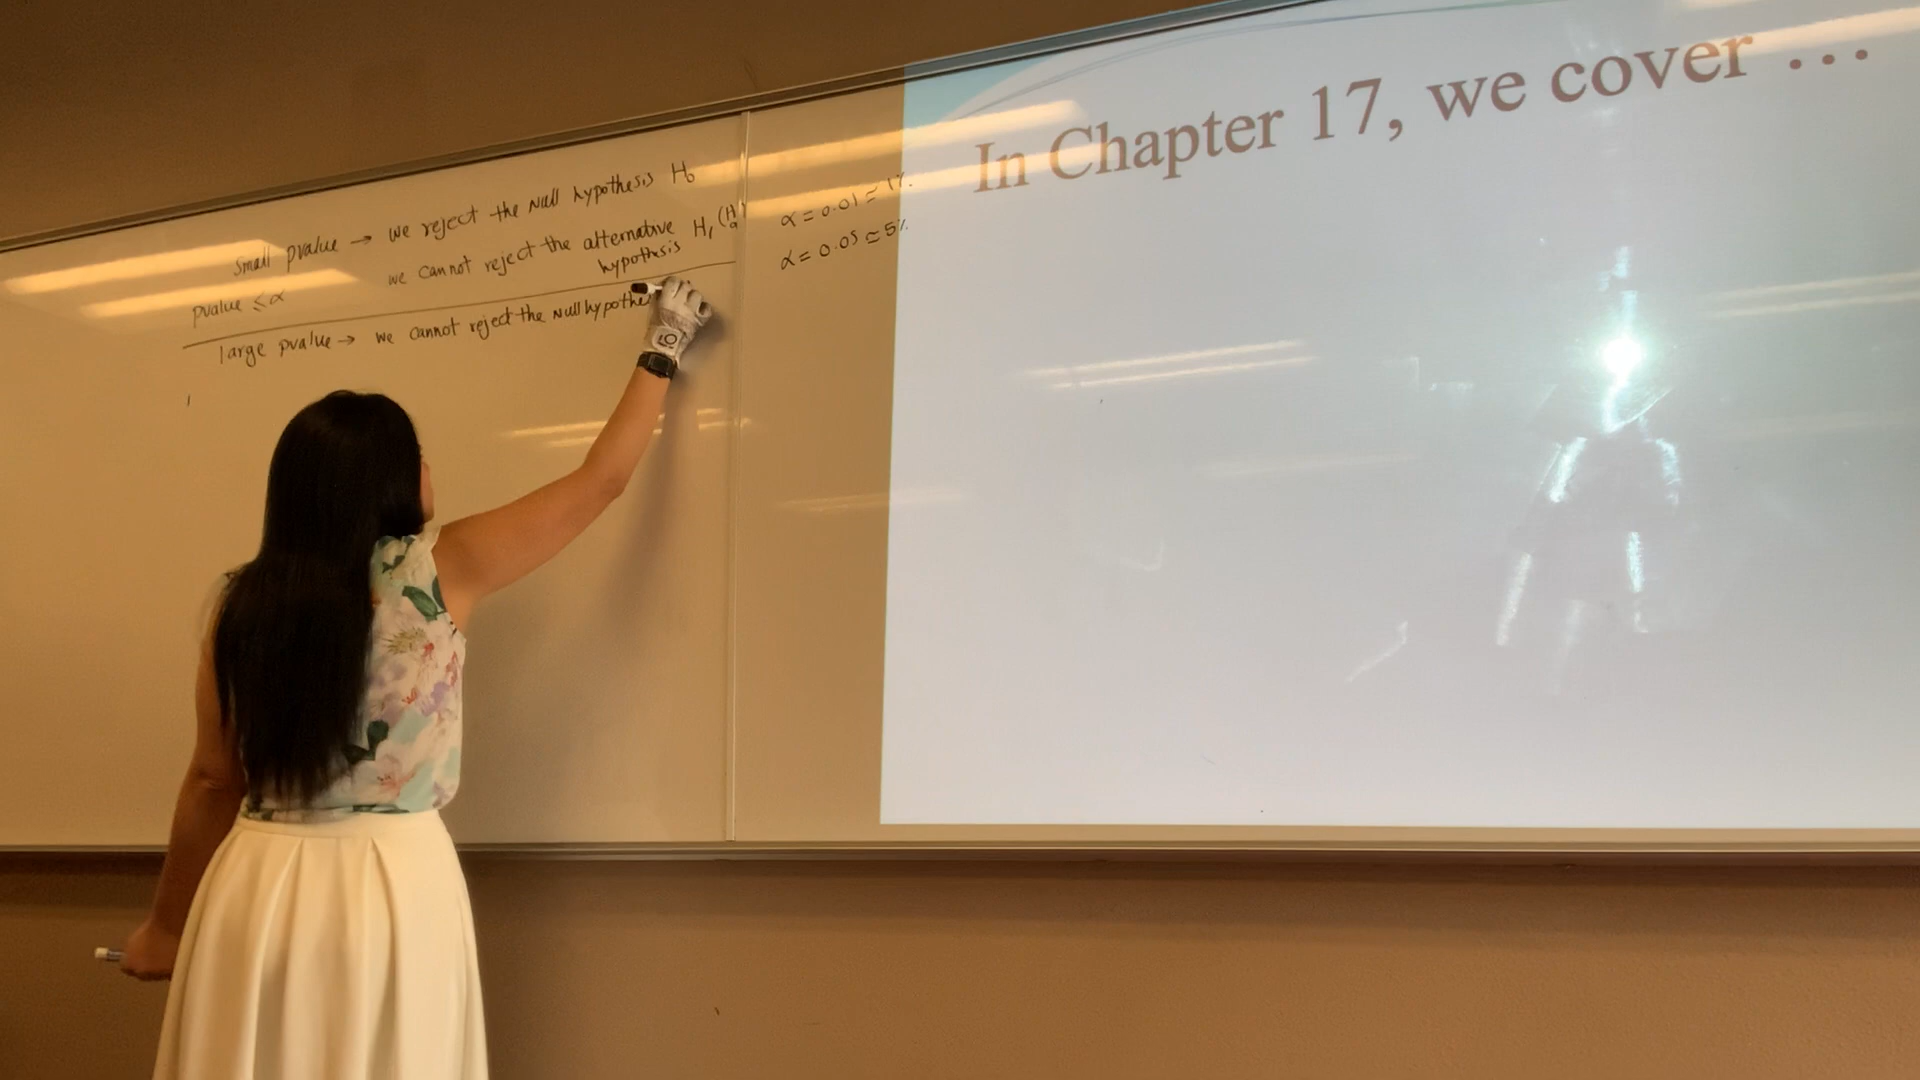 small pvalue → we reject the Null hypothesis H₀
we cannot reject the alternative H₁ (Hₐ)
hypothesis
pvalue ≤ α
large pvalue → we cannot reject the Null hypothe
α = 0.01 ≃ 1%
α = 0.05 ≃ 5%
In Chapter 17, we cover ...